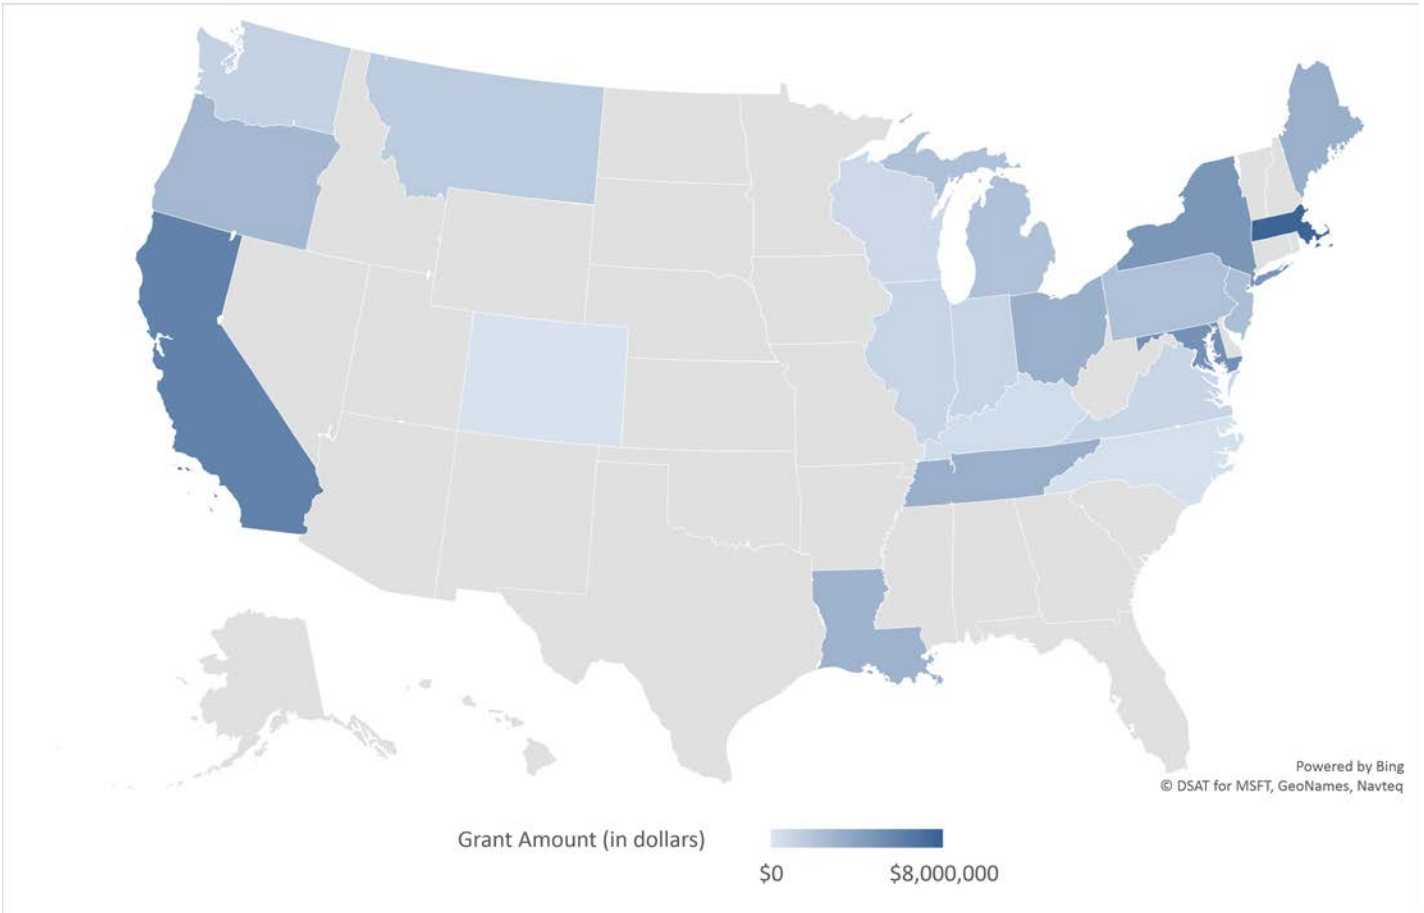 Powered by Bing
© DSAT for MSFT, GeoNames, Navteq
Grant Amount (in dollars)
$0 $8,000,000